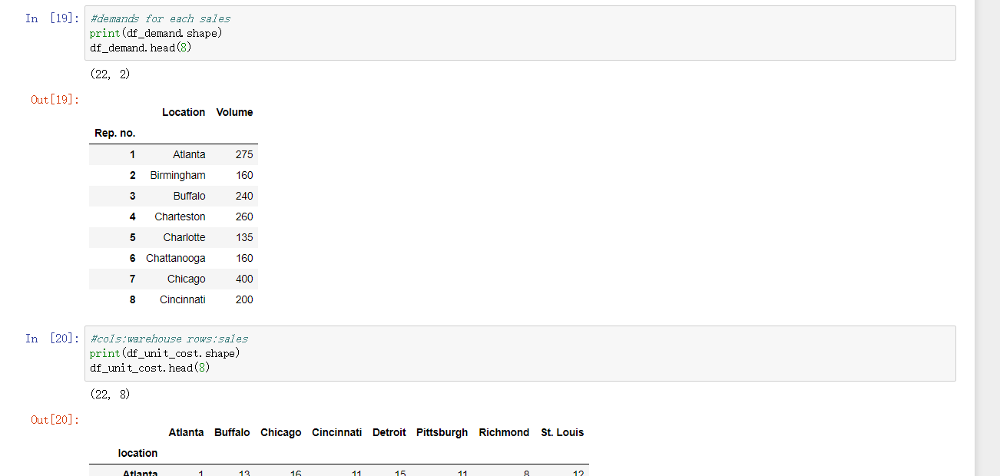 In [19]: #demands for each sales
print(df_demand.shape)
df_demand.head(8)
(22, 2)
Out[19]:
Location Volume
Rep. no.
1 Atlanta 275
2 Birmingham 160
3 Buffalo 240
4 Charteston 260
5 Charlotte 135
6 Chattanooga 160
7 Chicago 400
8 Cincinnati 200
In [20]: #cols:warehouse rows:sales
print(df_unit_cost.shape)
df_unit_cost.head(8)
(22, 8)
Out[20]:
Atlanta Buffalo Chicago Cincinnati Detroit Pittsburgh Richmond St. Louis
location
Atlanta 1 13 16 11 15 11 8 12